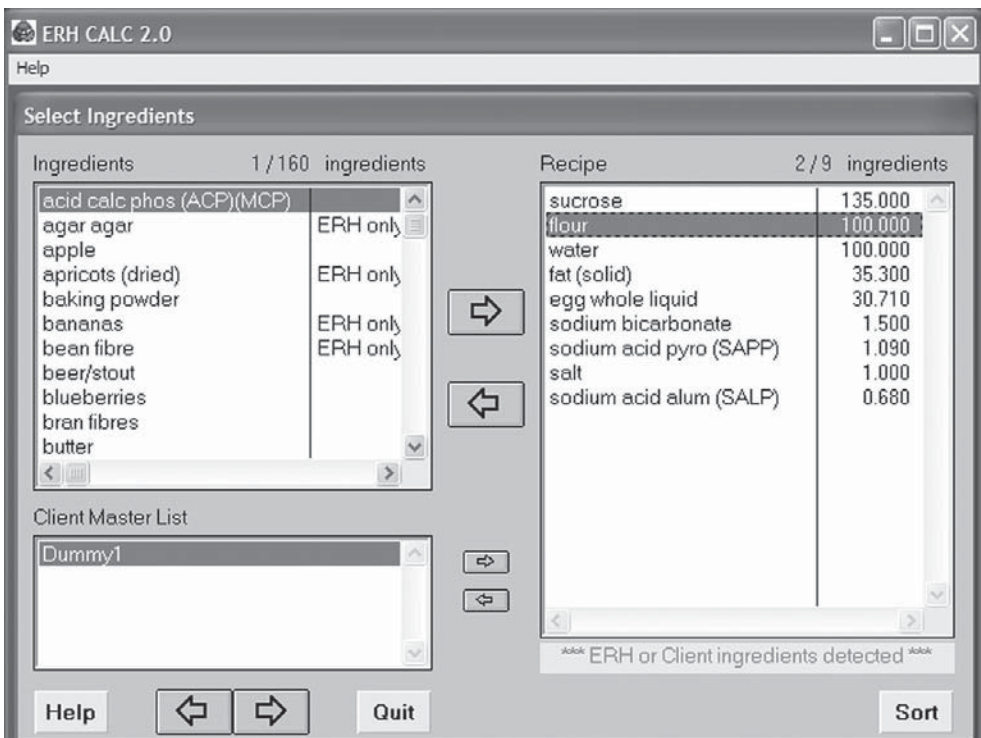 ERH CALC 2.0
Help
Select Ingredients
Ingredients 1/160 ingredients
acid calc phos (ACP)(MCP)
agar agar ERH only
apple
apricots (dried) ERH only
baking powder
bananas ERH only
bean fibre ERH only
beer/stout
blueberries
bran fibres
butter
Client Master List
Dummy1
Recipe 2/9 ingredients
sucrose 135.000
flour 100.000
water 100.000
fat (solid) 35.300
egg whole liquid 30.710
sodium bicarbonate 1.500
sodium acid pyro (SAPP) 1.090
salt 1.000
sodium acid alum (SALP) 0.680
*** ERH or Client ingredients detected ***
Help Quit Sort